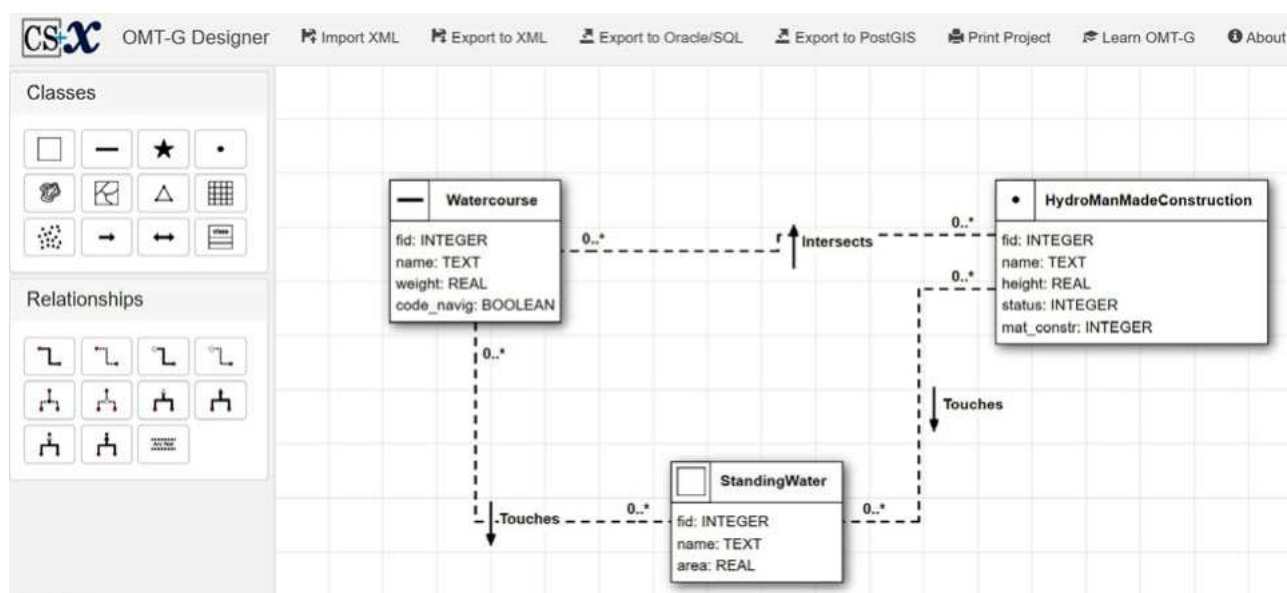 CS+X OMT-G Designer Import XML Export to XML Export to Oracle/SQL Export to PostGIS Print Project Learn OMT-G About
Classes
Relationships
Watercourse
fid: INTEGER
name: TEXT
weight: REAL
code_navig: BOOLEAN
0..*
0..*
Intersects
0..*
0..*
HydroManMadeConstruction
fid: INTEGER
name: TEXT
height: REAL
status: INTEGER
mat_constr: INTEGER
Touches
Touches
0..*
StandingWater
fid: INTEGER
name: TEXT
area: REAL
0..*